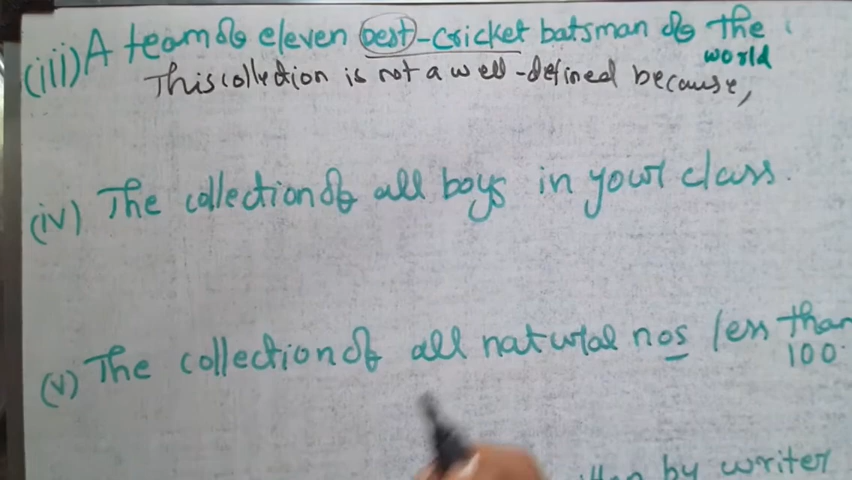 (iii) A team of eleven best-cricket batsman of the
world
This collection is not a well-defined because,
(iv) The collection of all boys in your class.
(v) The collection of all natural nos less than
100.
by writer